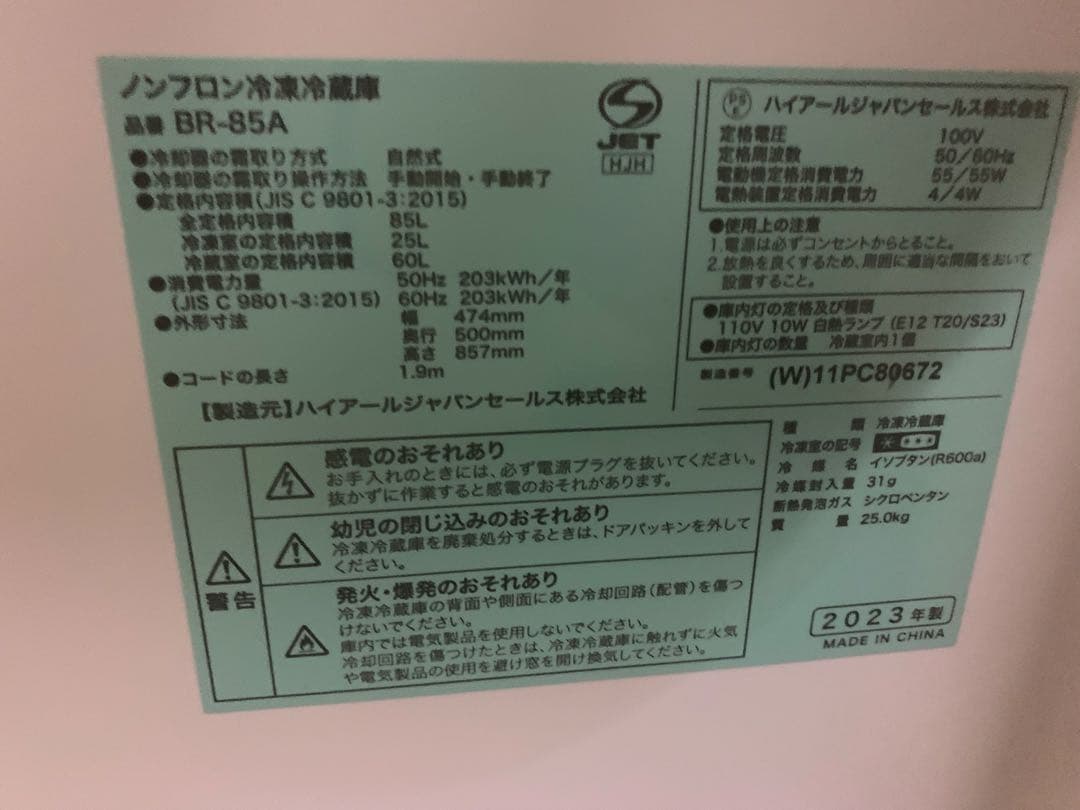 ノンフロン冷凍冷蔵庫
品番 BR-85A
●冷却器の霜取り方式 自然式
●冷却器の霜取り操作方法 手動開始・手動終了
●定格内容積(JIS C 9801-3:2015)
全定格内容積 85L
冷凍室の定格内容積 25L
冷蔵室の定格内容積 60L
●消費電力量 50Hz 203kWh/年
(JIS C 9801-3:2015) 60Hz 203kWh/年
●外形寸法 幅 474mm
奥行 500mm
高さ 857mm
●コードの長さ 1.9m
【製造元】ハイアールジャパンセールス株式会社
JET
HJH
PSE ハイアールジャパンセールス株式会社
定格電圧 100V
定格周波数 50/60Hz
電動機定格消費電力 55/55W
電熱装置定格消費電力 4/4W
●使用上の注意
1.電源は必ずコンセントからとること。
2.放熱を良くするため、周囲に適当な間隔をおいて
設置すること。
●庫内灯の定格及び種類
110V 10W 白熱ランプ (E12 T20/S23)
●庫内灯の数量 冷蔵室内1個
製造番号 (W)11PC80672
種類 冷凍冷蔵庫
冷凍室の記号 * ***
冷媒名 イソブタン(R600a)
冷媒封入量 31g
断熱発泡ガス シクロペンタン
質量 25.0kg
2023年製
MADE IN CHINA
警告
感電のおそれあり
お手入れのときには、必ず電源プラグを抜いてください。
抜かずに作業すると感電のおそれがあります。
幼児の閉じ込みのおそれあり
冷凍冷蔵庫を廃棄処分するときは、ドアパッキンを外して
ください。
発火・爆発のおそれあり
冷凍冷蔵庫の背面や側面にある冷却回路(配管)を傷つ
けないでください。
庫内では電気製品を使用しないでください。
冷却回路を傷つけたときは、冷凍冷蔵庫に触れずに火気
や電気製品の使用を避け窓を開け換気してください。